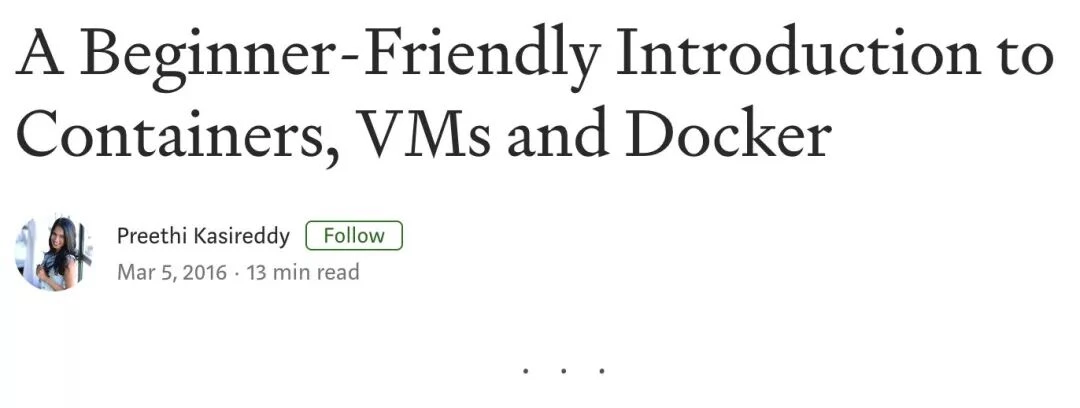 A Beginner-Friendly Introduction to
Containers, VMs and Docker
Preethi Kasireddy Follow
Mar 5, 2016 · 13 min read
. . .